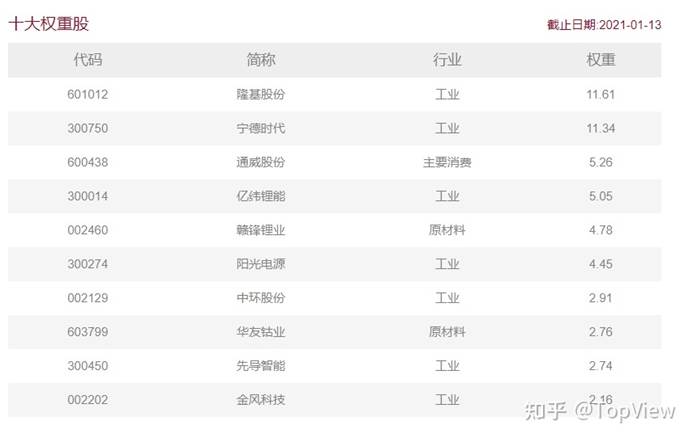 十大权重股 截止日期:2021-01-13
代码 简称 行业 权重
601012 隆基股份 工业 11.61
300750 宁德时代 工业 11.34
600438 通威股份 主要消费 5.26
300014 亿纬锂能 工业 5.05
002460 赣锋锂业 原材料 4.78
300274 阳光电源 工业 4.45
002129 中环股份 工业 2.91
603799 华友钴业 原材料 2.76
300450 先导智能 工业 2.74
002202 金风科技 工业 2.16
知乎 @TopView